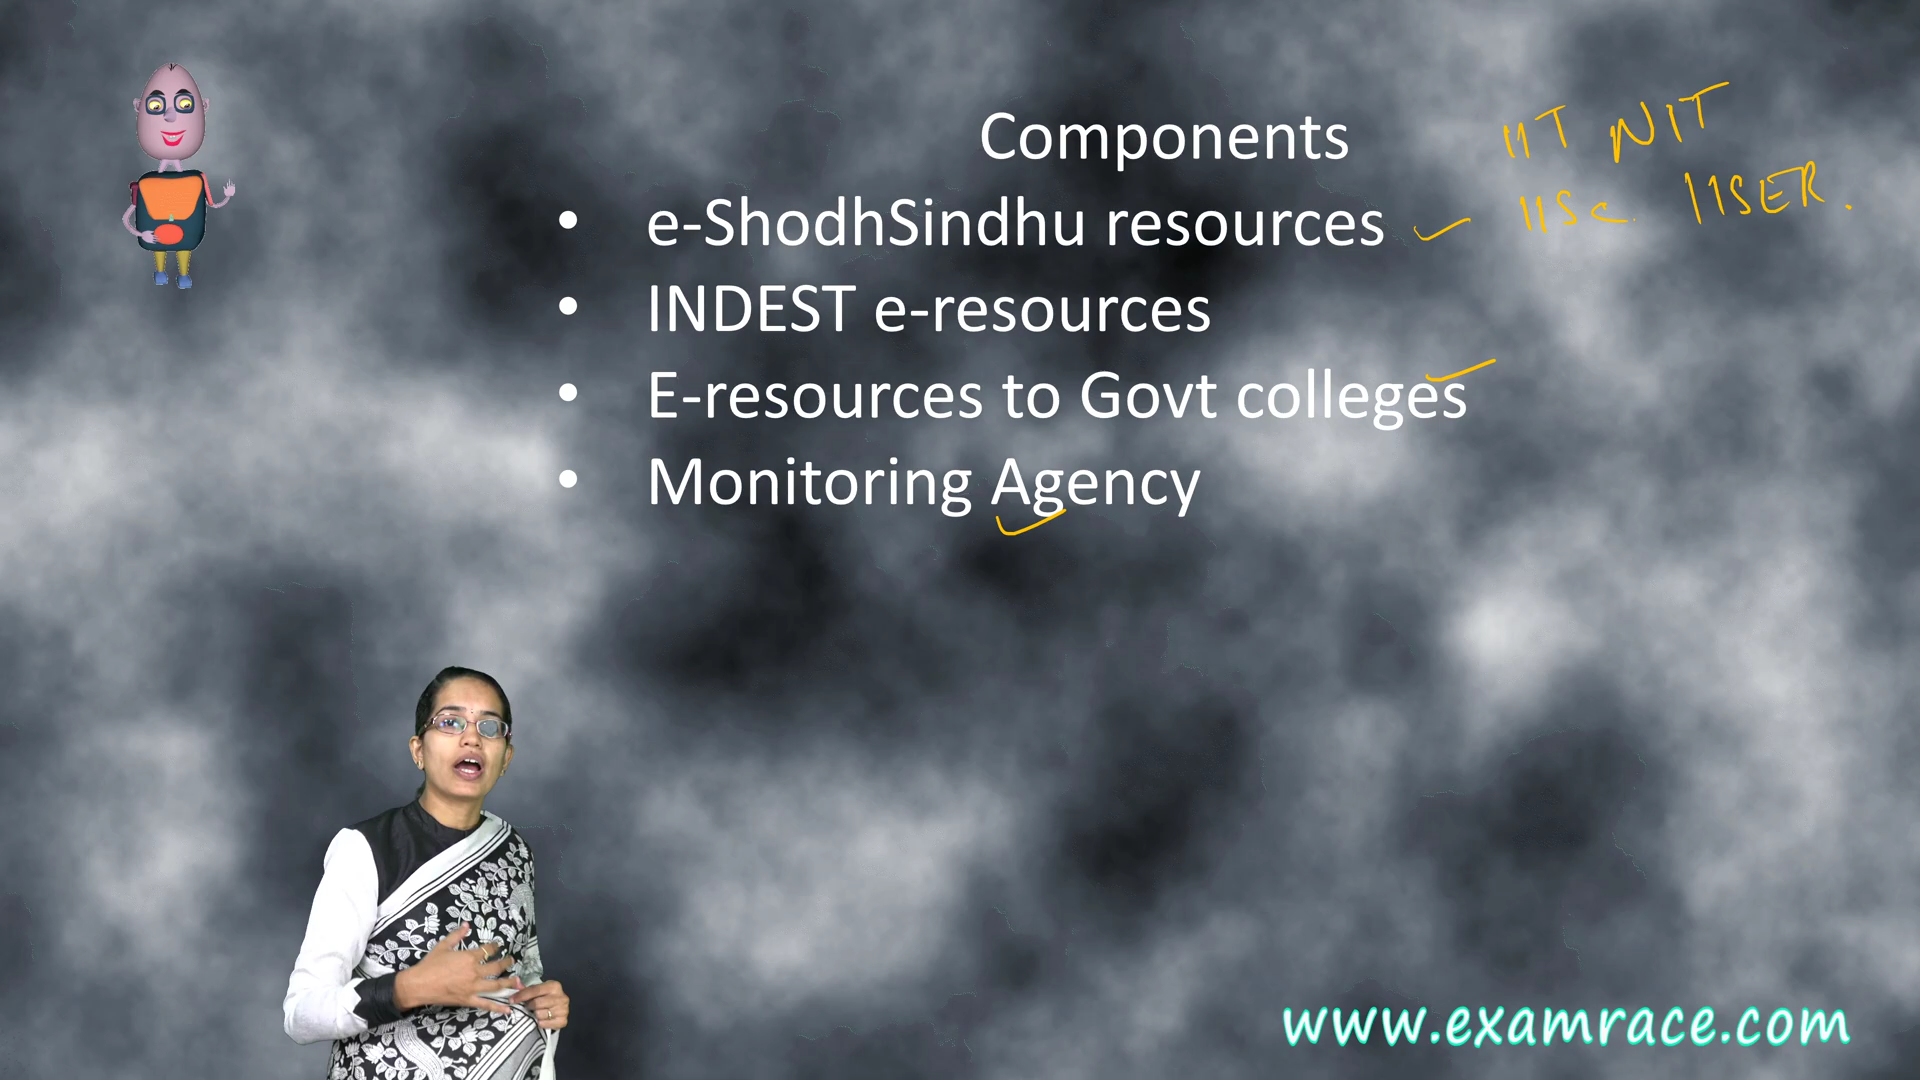 Components
IIT NIT
IISc IISER.
• e-ShodhSindhu resources
• INDEST e-resources
• E-resources to Govt colleges
• Monitoring Agency
www.examrace.com